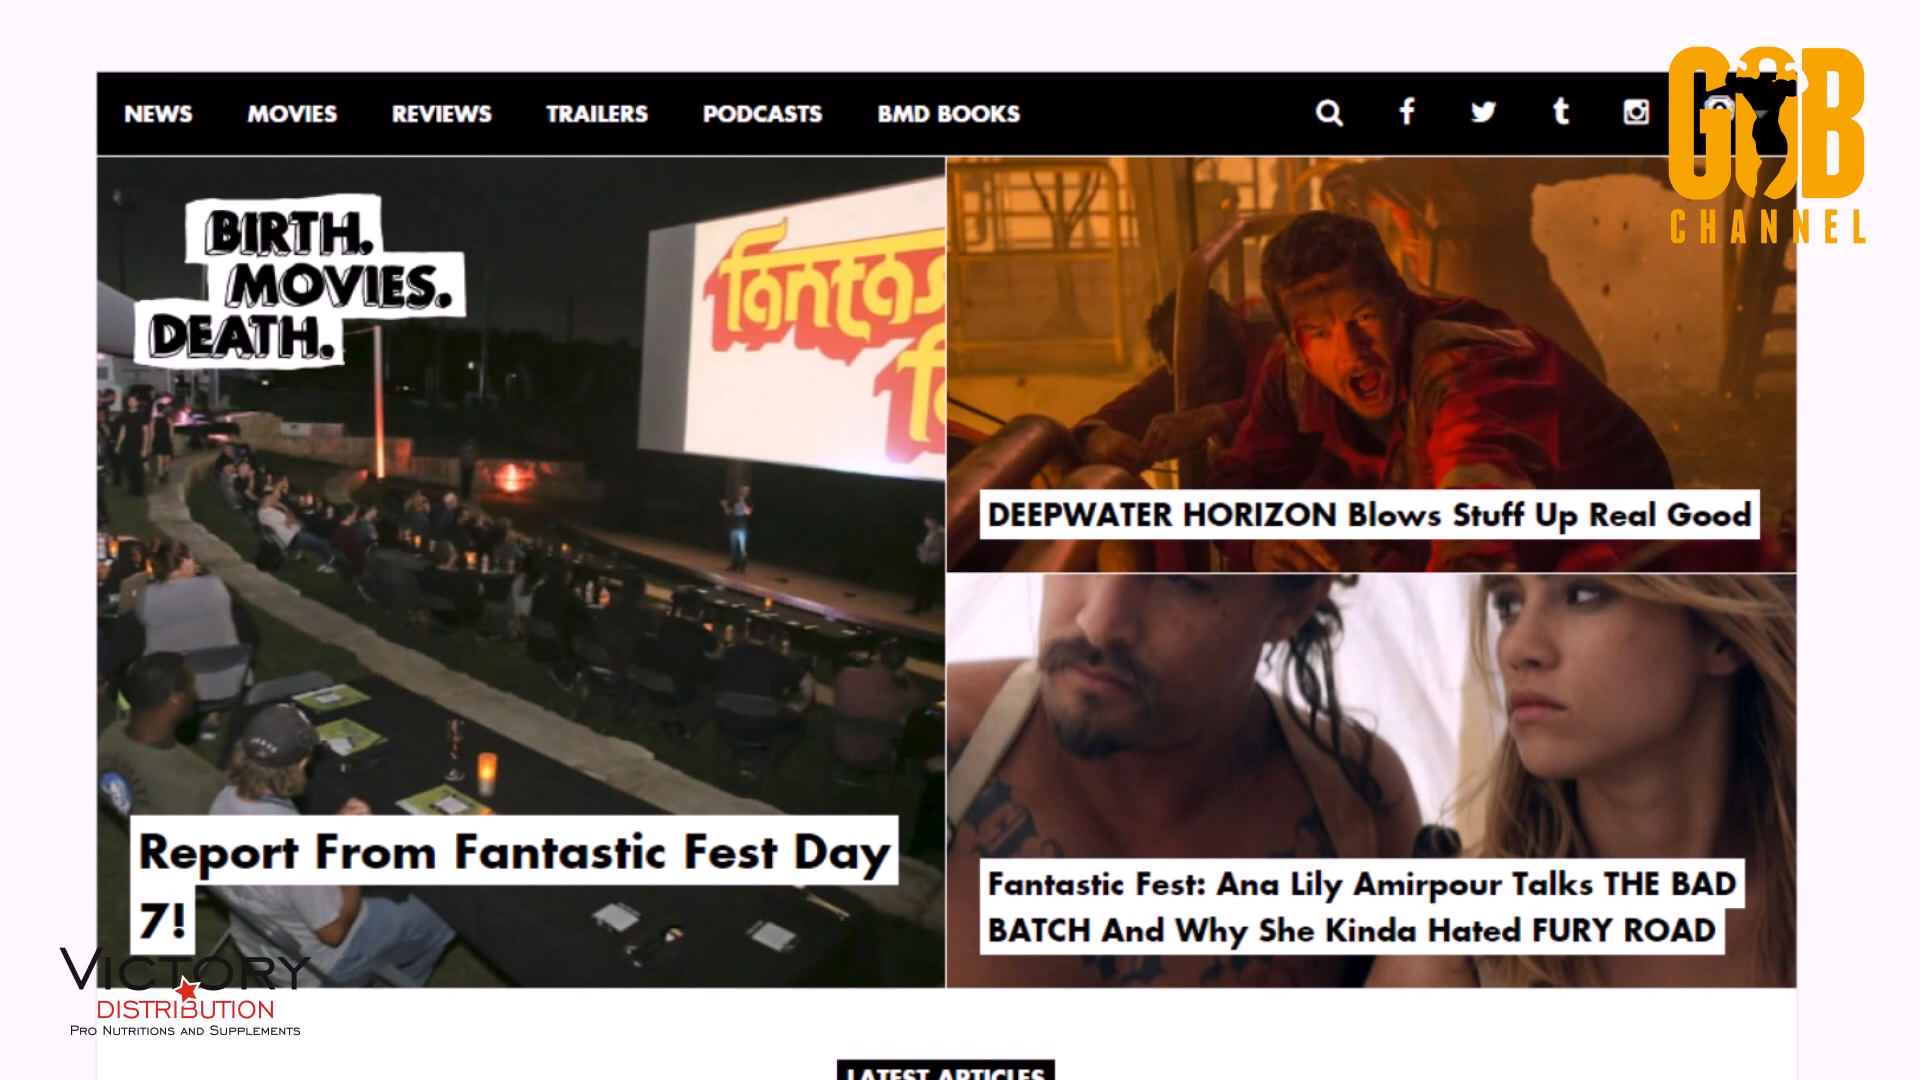 NEWS MOVIES REVIEWS TRAILERS PODCASTS BMD BOOKS
GOB
CHANNEL
BIRTH.
MOVIES.
DEATH.
DEEPWATER HORIZON Blows Stuff Up Real Good
Report From Fantastic Fest Day
7!
Fantastic Fest: Ana Lily Amirpour Talks THE BAD
BATCH And Why She Kinda Hated FURY ROAD
VICTORY
DISTRIBUTION
PRO NUTRITIONS AND SUPPLEMENTS
LATEST ARTICLES